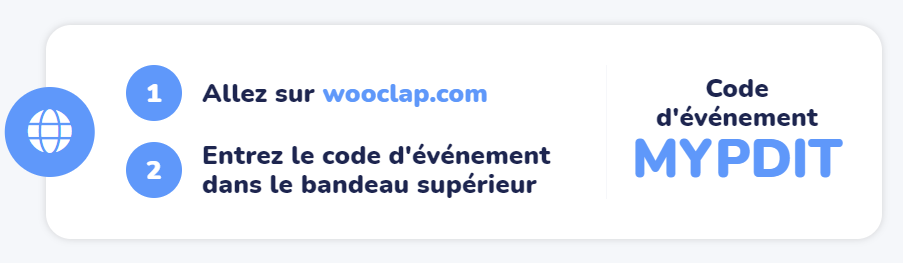 1
Allez sur wooclap.com
2
Entrez le code d'événement
dans le bandeau supérieur
Code
d'événement
MYPDIT